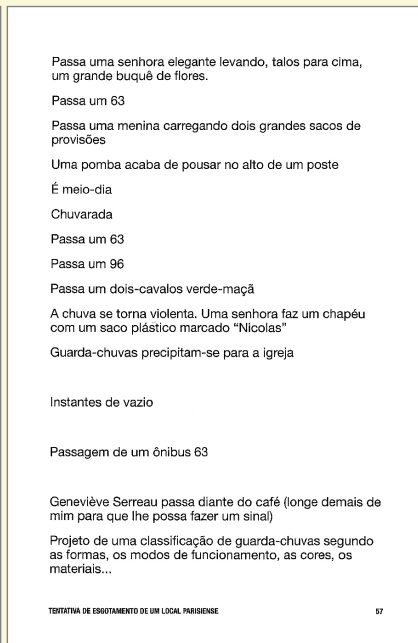 Passa uma senhora elegante levando, talos para cima,
um grande buquê de flores.
Passa um 63
Passa uma menina carregando dois grandes sacos de
provisões
Uma pomba acaba de pousar no alto de um poste
É meio-dia
Chuvarada
Passa um 63
Passa um 96
Passa um dois-cavalos verde-maçã
A chuva se torna violenta. Uma senhora faz um chapéu
com um saco plástico marcado “Nicolas”
Guarda-chuvas precipitam-se para a igreja
Instantes de vazio
Passagem de um ônibus 63
Geneviève Serreau passa diante do café (longe demais de
mim para que lhe possa fazer um sinal)
Projeto de uma classificação de guarda-chuvas segundo
as formas, os modos de funcionamento, as cores, os
materiais...
TENTATIVA DE ESGOTAMENTO DE UM LOCAL PARISIENSE 57